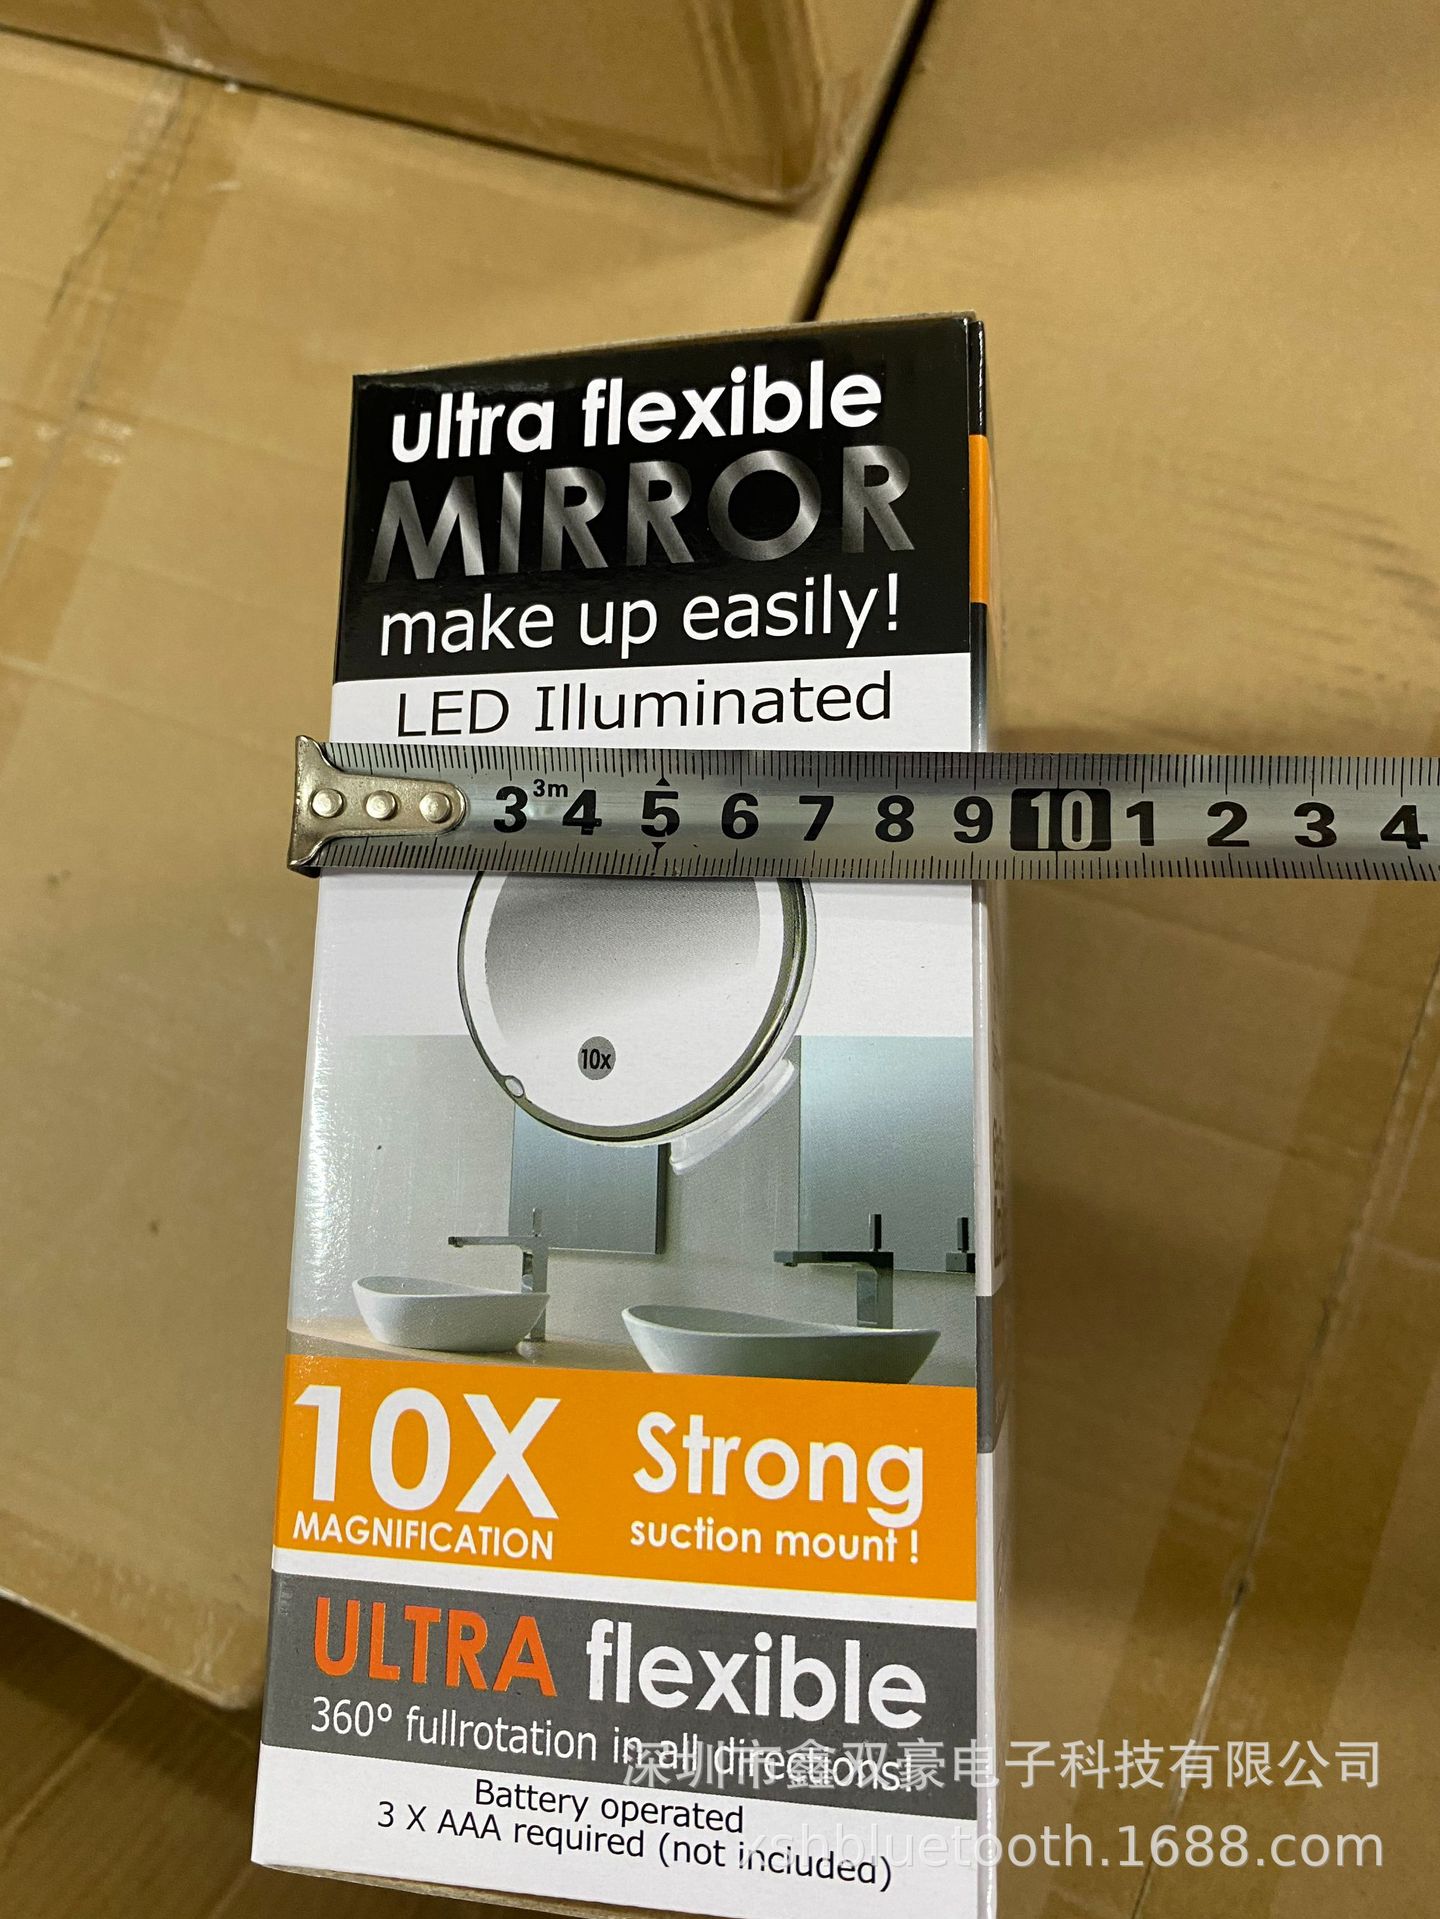 ultra flexible
MIRROR
make up easily!
LED Illuminated
3m
3 4 5 6 7 8 9 10 1 2 3 4
10x
10X
MAGNIFICATION
Strong
suction mount !
ULTRA flexible
360° fullrotation in all directions.
深圳市鑫双豪电子科技有限公司
Battery operated
3 X AAA required (not included)
xshbluetooth.1688.com